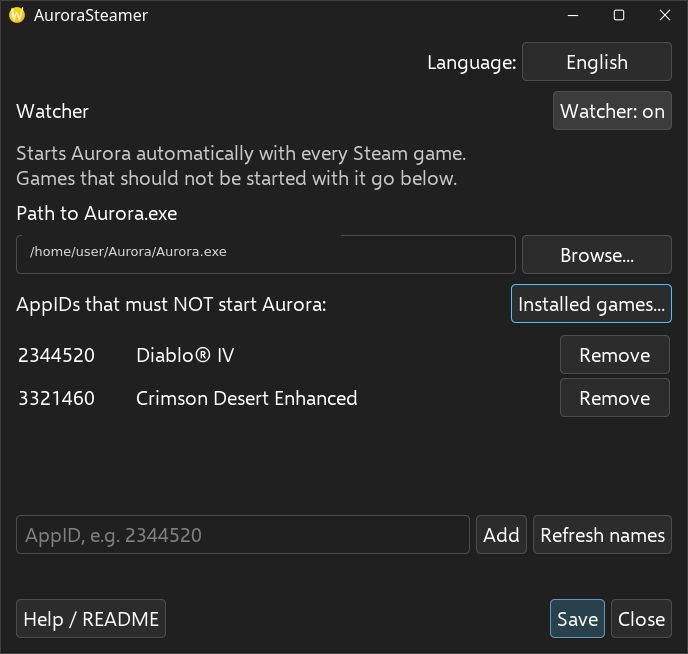 AuroraSteamer
Language: English
Watcher Watcher: on
Starts Aurora automatically with every Steam game.
Games that should not be started with it go below.
Path to Aurora.exe
/home/user/Aurora/Aurora.exe Browse...
AppIDs that must NOT start Aurora: Installed games...
2344520 Diablo® IV Remove
3321460 Crimson Desert Enhanced Remove
AppID, e.g. 2344520 Add Refresh names
Help / README Save Close